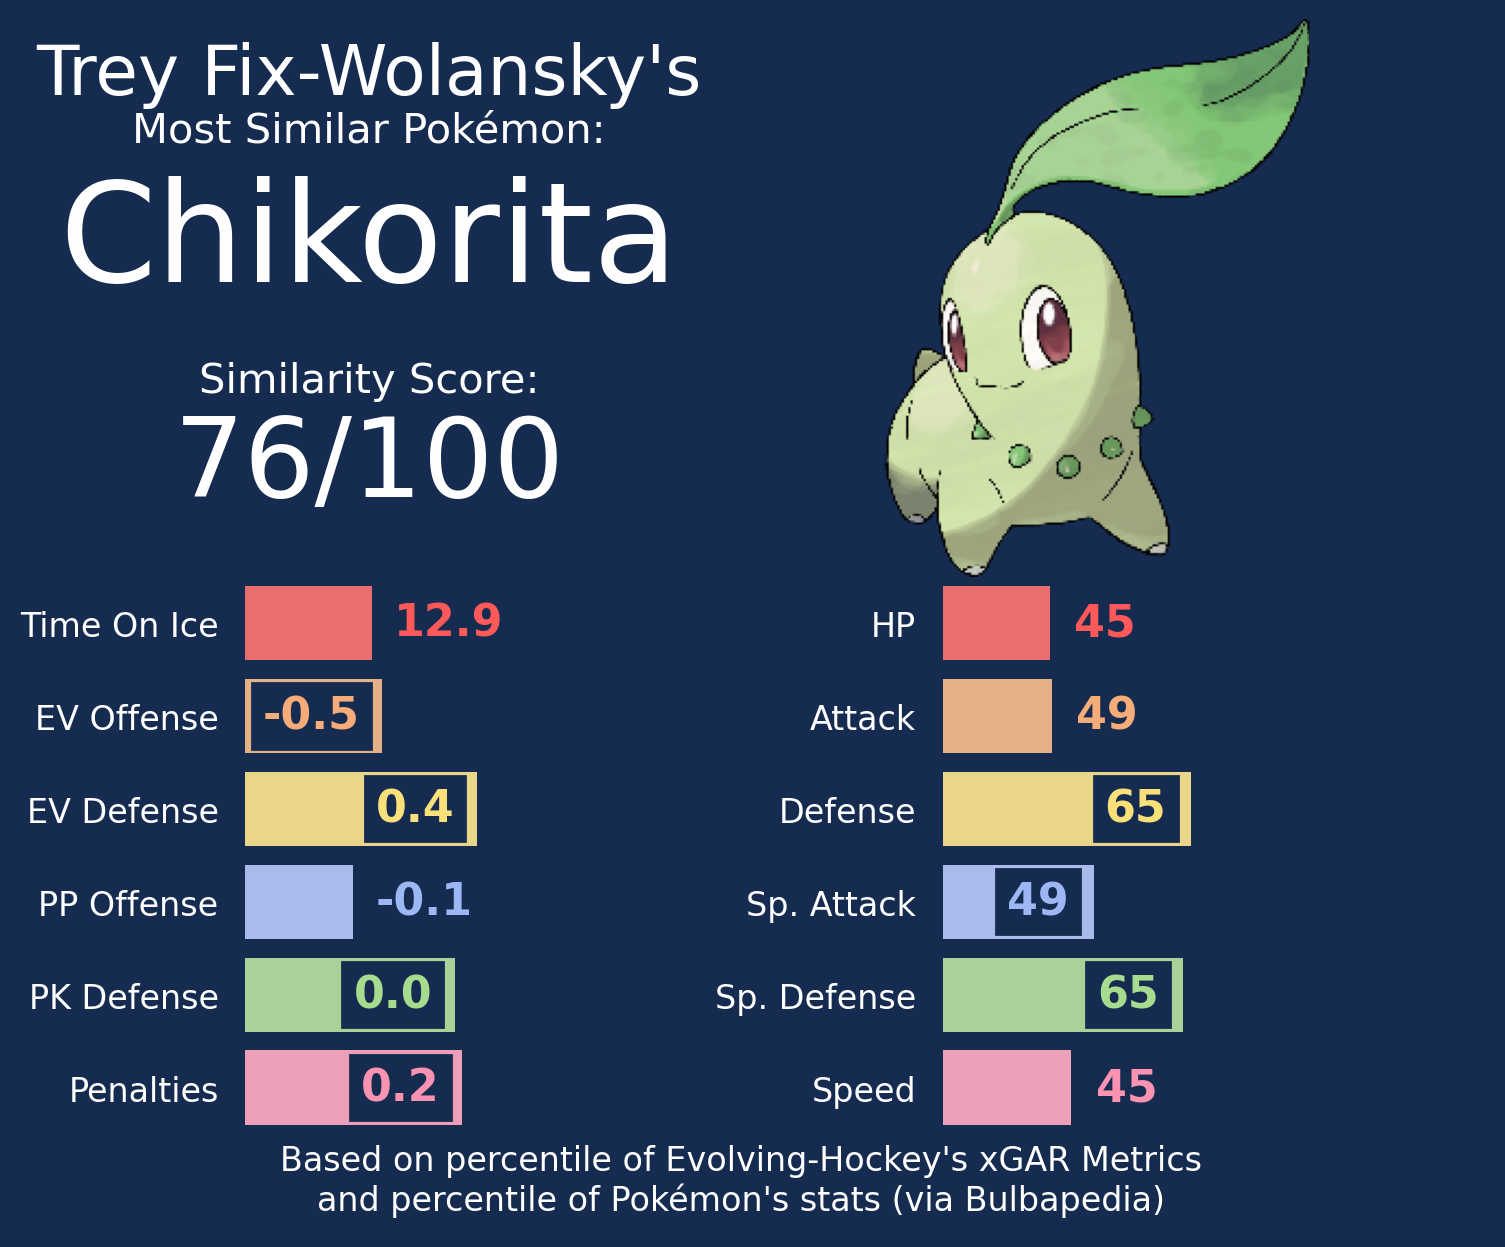 Trey Fix-Wolansky's
Most Similar Pokémon:
Chikorita
Similarity Score:
76/100
Time On Ice 12.9
EV Offense -0.5
EV Defense 0.4
PP Offense -0.1
PK Defense 0.0
Penalties 0.2
HP 45
Attack 49
Defense 65
Sp. Attack 49
Sp. Defense 65
Speed 45
Based on percentile of Evolving-Hockey's xGAR Metrics
and percentile of Pokémon's stats (via Bulbapedia)